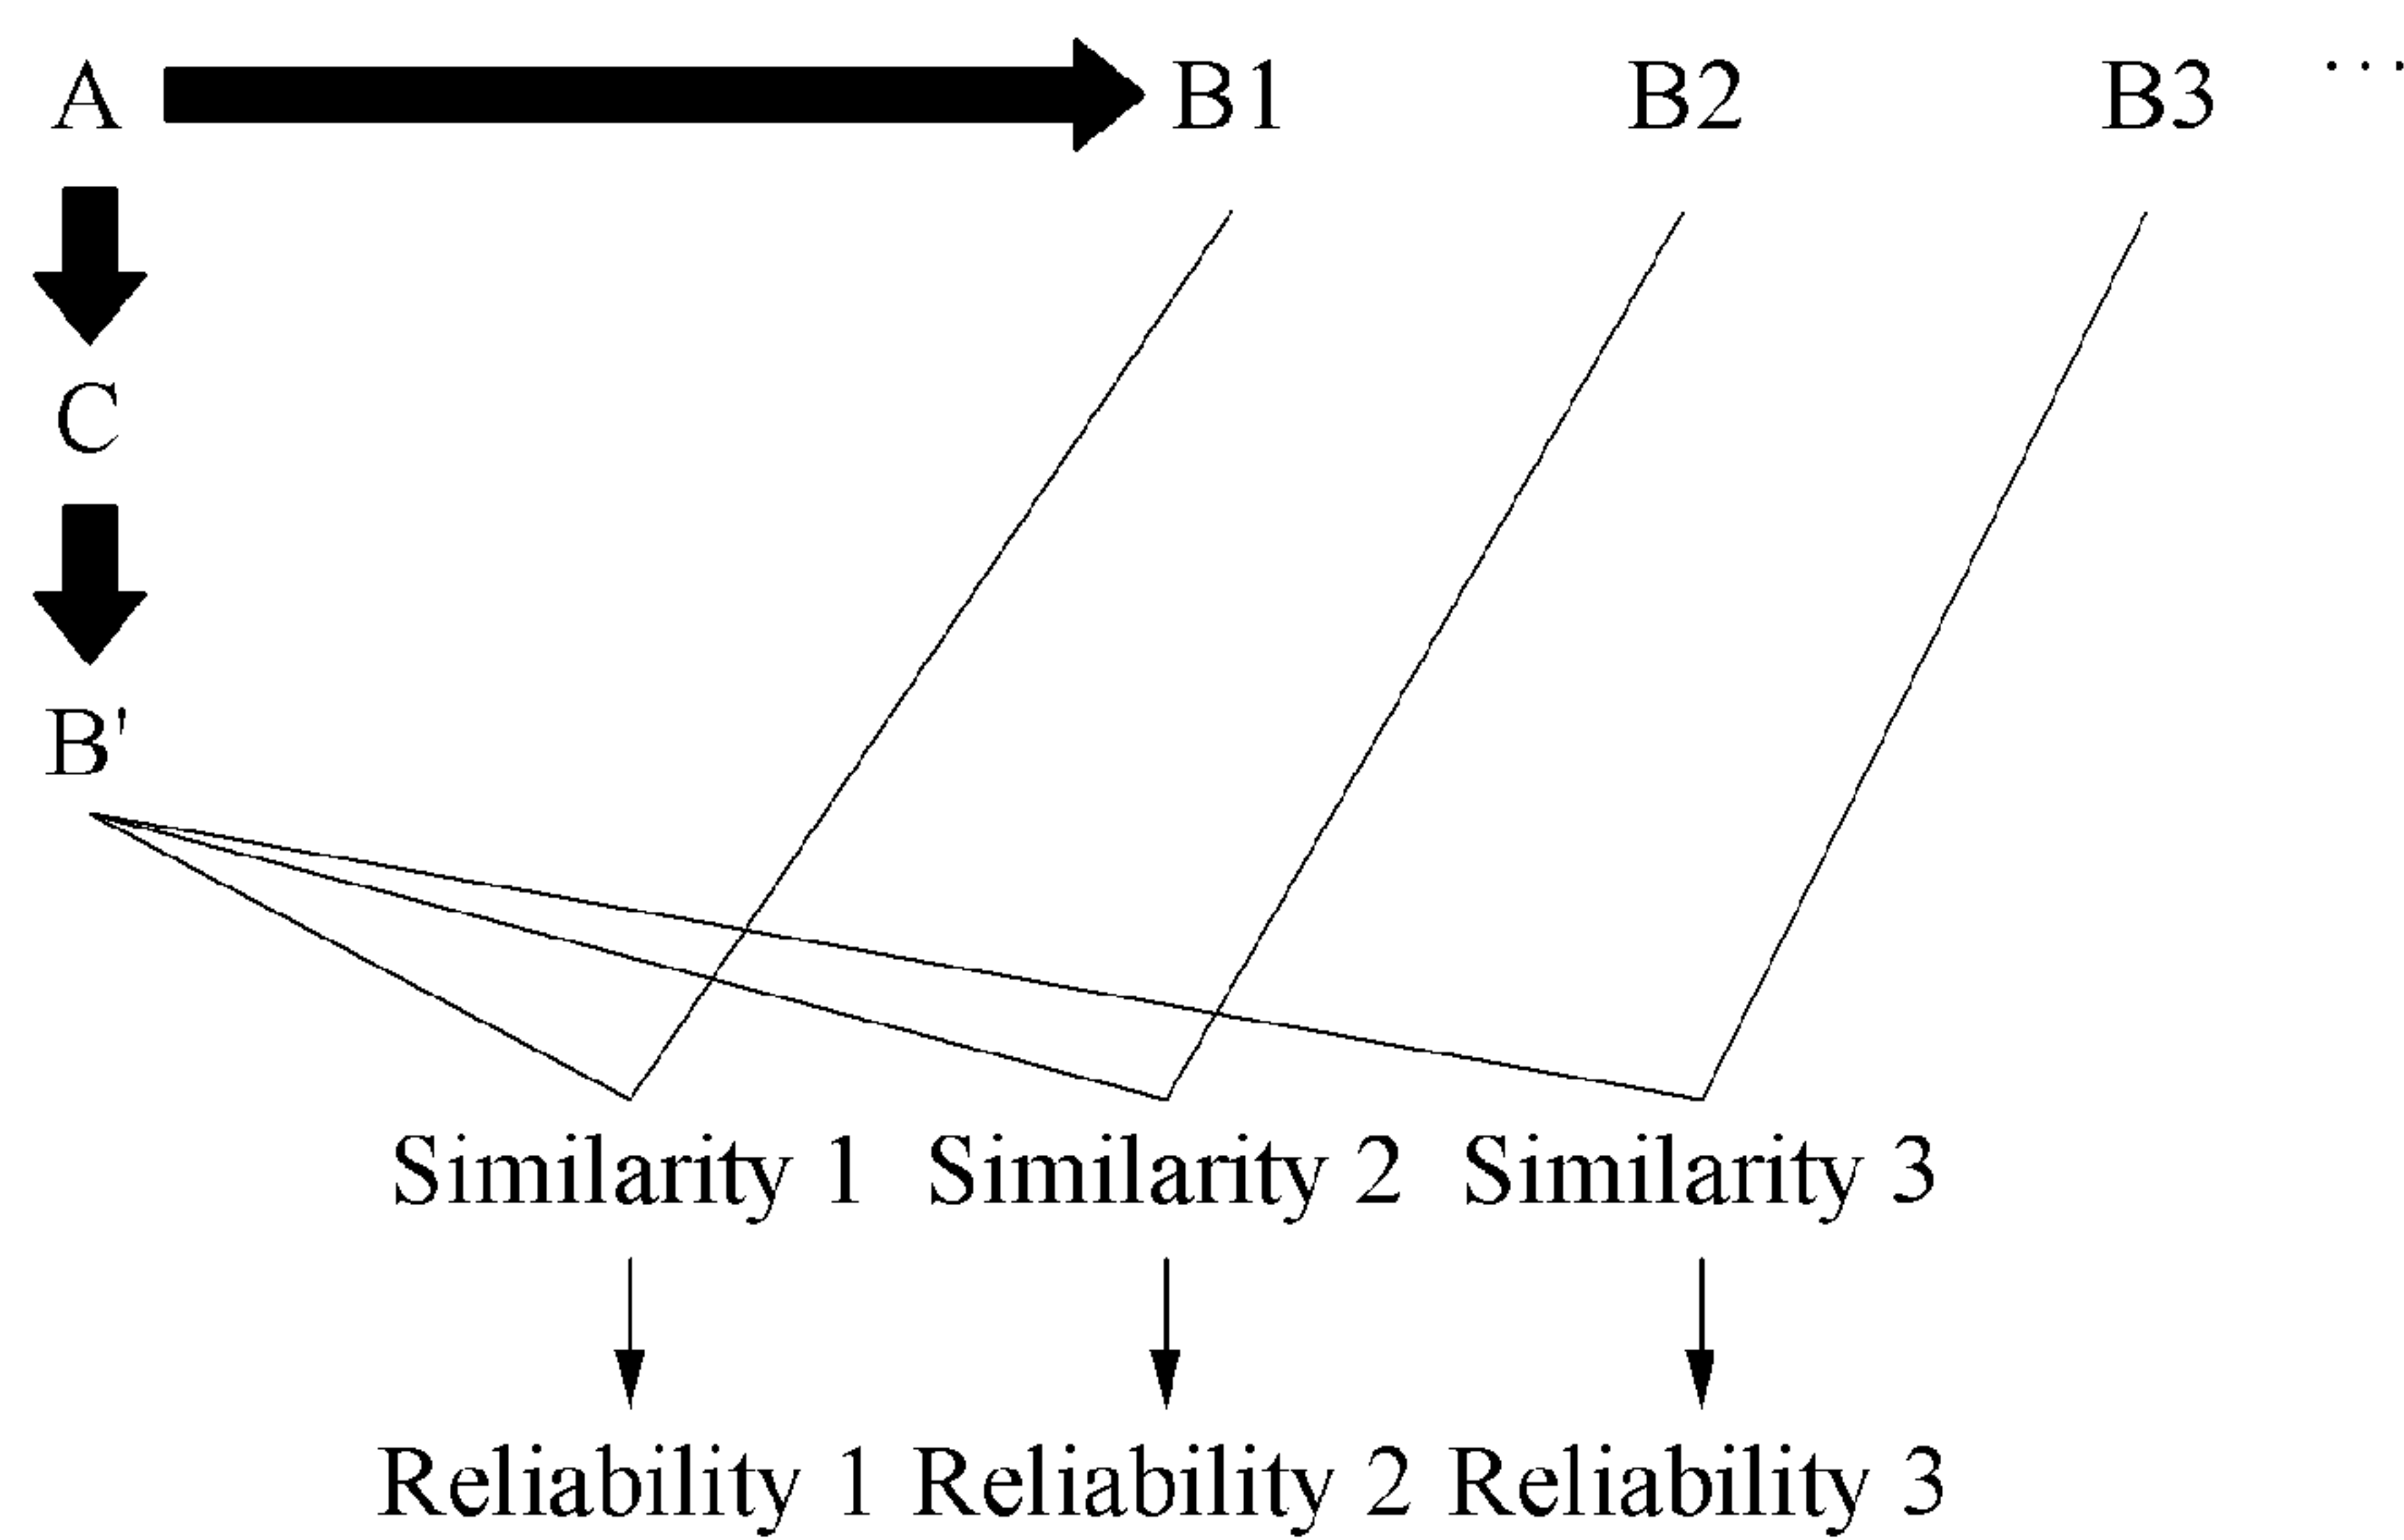 A B1 B2 B3 ...
C
B'
Similarity 1 Similarity 2 Similarity 3
Reliability 1 Reliability 2 Reliability 3